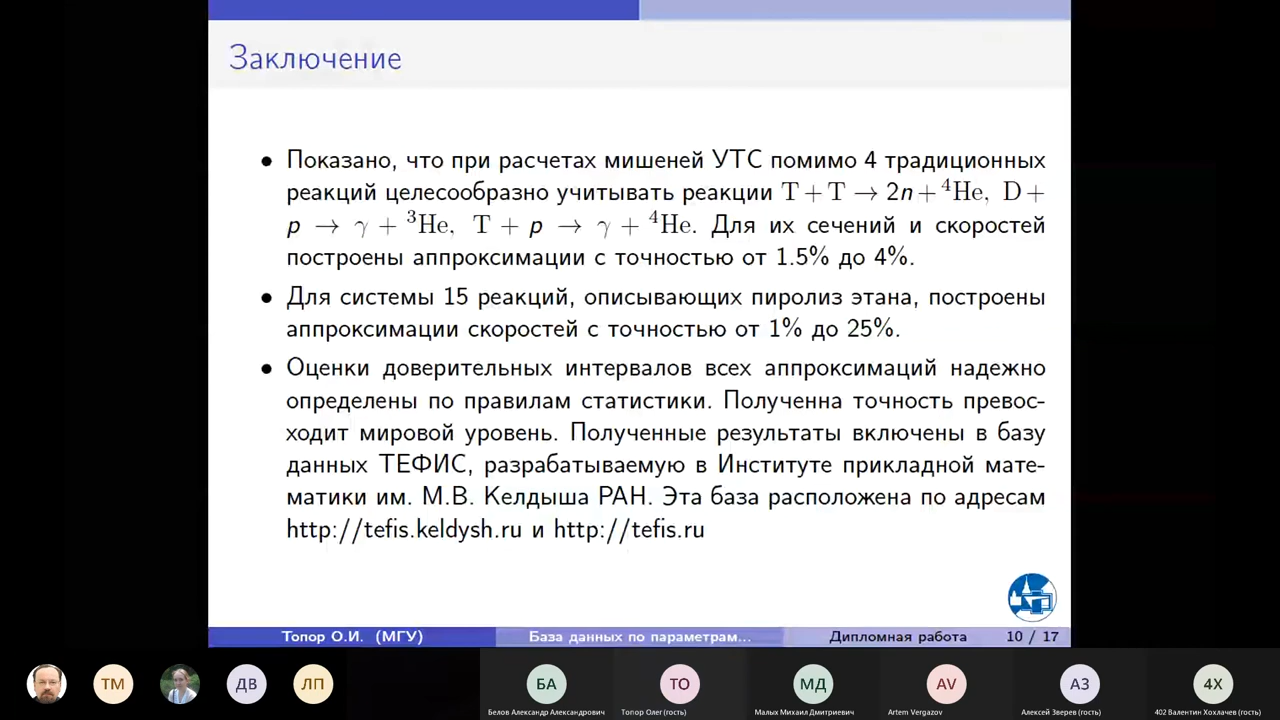 Заключение
• Показано, что при расчетах мишеней УТС помимо 4 традиционных
реакций целесообразно учитывать реакции T + T → 2n + ⁴He, D +
p → γ + ³He, T + p → γ + ⁴He. Для их сечений и скоростей
построены аппроксимации с точностью от 1.5% до 4%.
• Для системы 15 реакций, описывающих пиролиз этана, построены
аппроксимации скоростей с точностью от 1% до 25%.
• Оценки доверительных интервалов всех аппроксимаций надежно
определены по правилам статистики. Полученна точность превос-
ходит мировой уровень. Полученные результаты включены в базу
данных ТЕФИС, разрабатываемую в Институте прикладной мате-
матики им. М.В. Келдыша РАН. Эта база расположена по адресам
http://tefis.keldysh.ru и http://tefis.ru
Топор О.И. (МГУ) База данных по параметрам... Дипломная работа 10 / 17
ТМ ДВ ЛП БА ТО МД AV АЗ 4Х
Белов Александр Александрович Топор Олег (гость) Малых Михаил Дмитриевич Artem Vergazov Алексей Зверев (гость) 402 Валентин Хохлачев (гость)